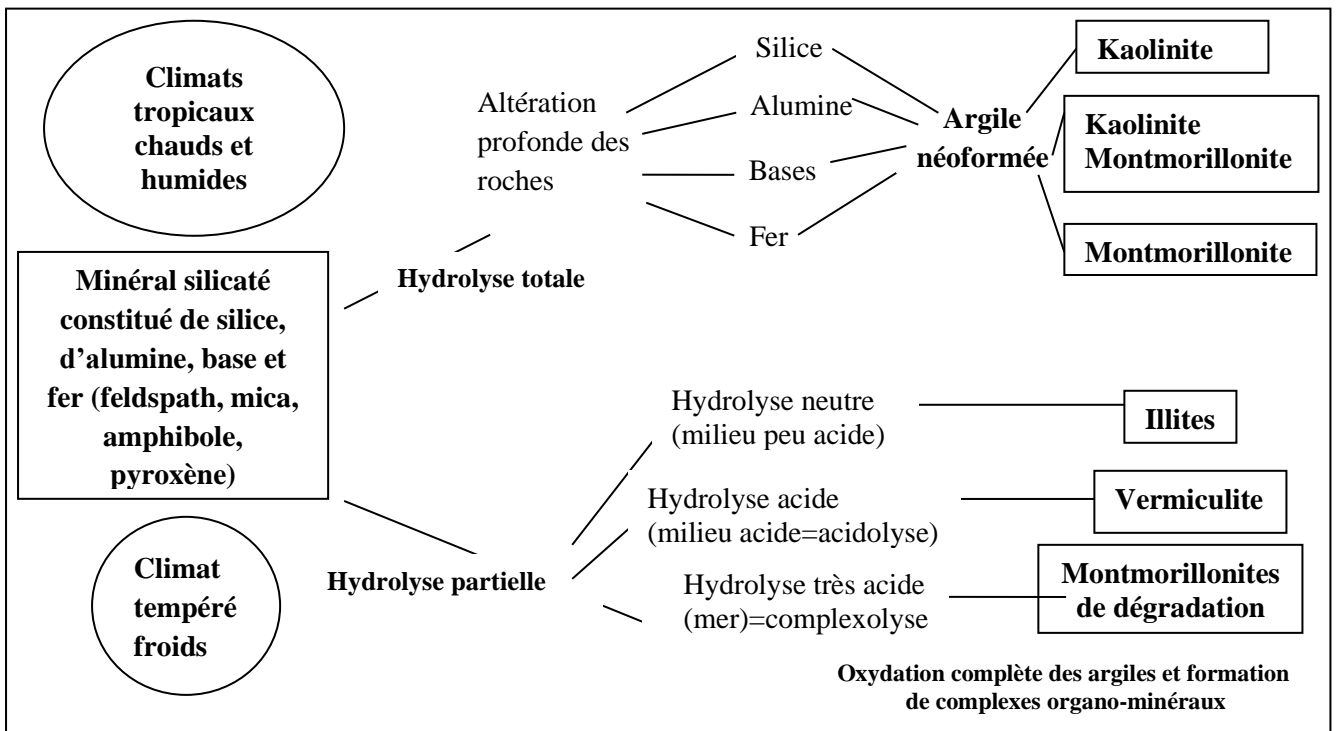 Climats
tropicaux
chauds et
humides
Altération
profonde des
roches
Silice
Alumine
Bases
Fer
Argile
néoformée
Kaolinite
Kaolinite
Montmorillonite
Montmorillonite
Hydrolyse totale
Minéral silicaté
constitué de silice,
d’alumine, base et
fer (feldspath, mica,
amphibole,
pyroxène)
Hydrolyse neutre
(milieu peu acide)
Illites
Hydrolyse acide
(milieu acide=acidolyse)
Vermiculite
Climat
tempéré
froids
Hydrolyse partielle
Hydrolyse très acide
(mer)=complexolyse
Montmorillonites
de dégradation
Oxydation complète des argiles et formation
de complexes organo-minéraux